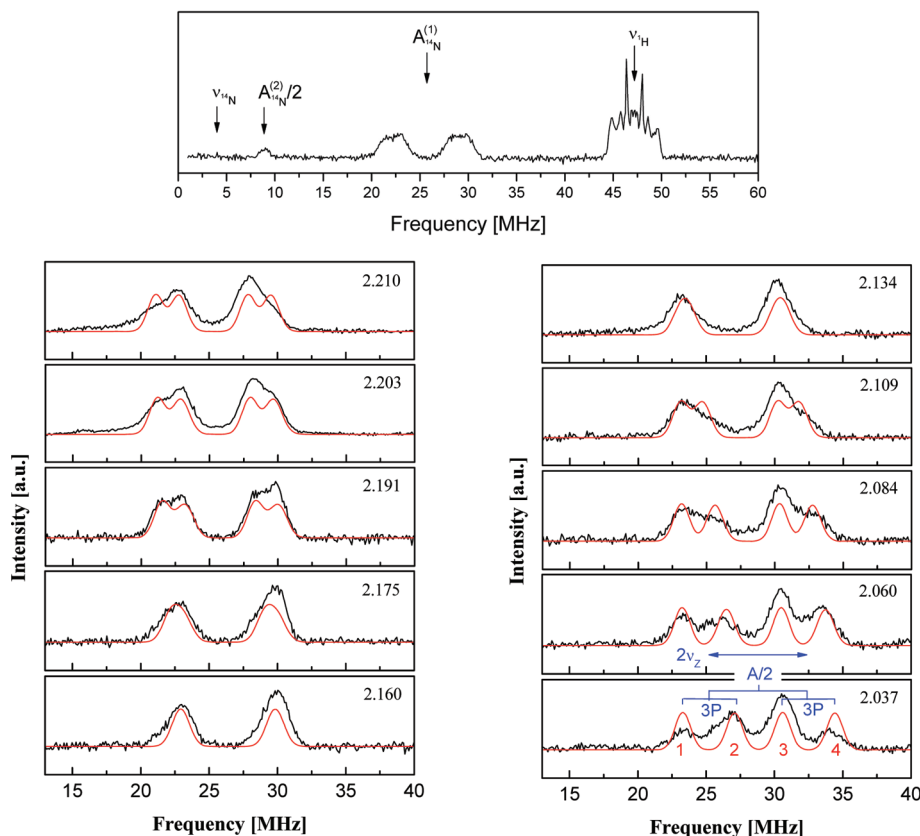 ν₁₄N
A⁽²⁾₁₄N/2
A⁽¹⁾₁₄N
ν₁H
0 5 10 15 20 25 30 35 40 45 50 55 60
Frequency [MHz]
Intensity [a.u.]
2.210
2.203
2.191
2.175
2.160
15 20 25 30 35 40
Frequency [MHz]
Intensity [a.u.]
2.134
2.109
2.084
2.060
2νz
A/2
2.037
3P 3P
1 2 3 4
15 20 25 30 35 40
Frequency [MHz]